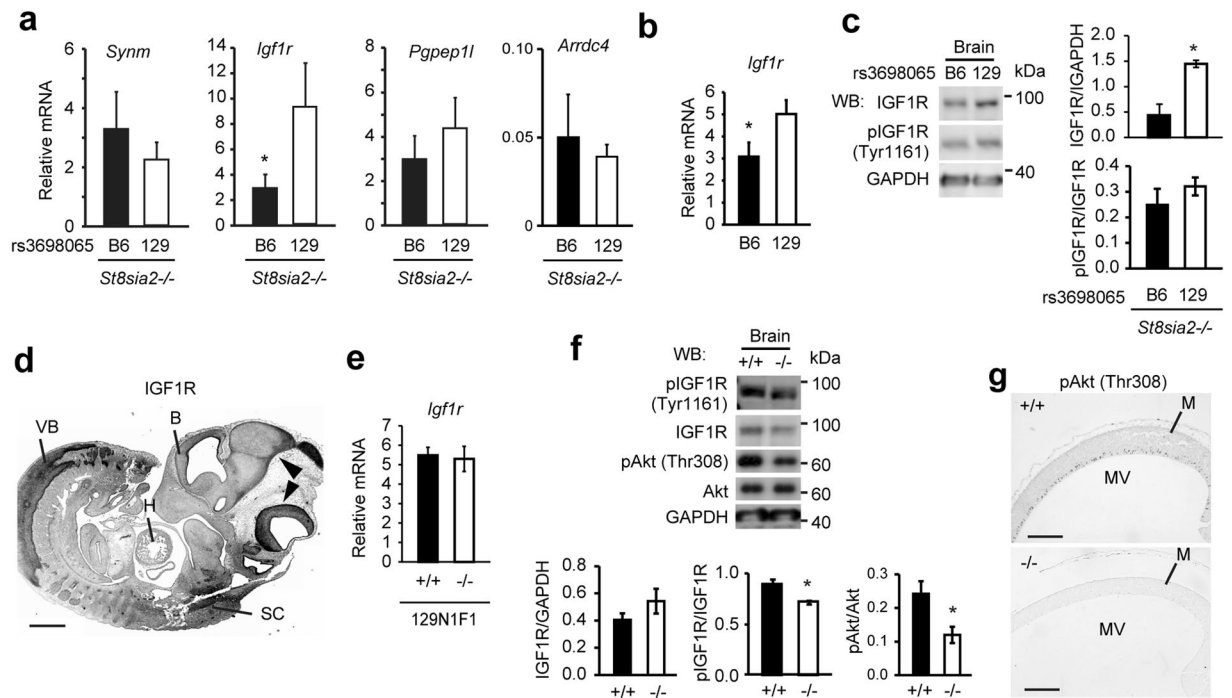 a
Synm
Igf1r
Pgpep1l
Arrdc4
Relative mRNA
6
4
2
0
14
12
10
8
6
4
2
0
*
8
6
4
2
0
0.10
0.05
0
rs3698065 B6 129 B6 129 B6 129 B6 129
St8sia2-/- St8sia2-/- St8sia2-/- St8sia2-/-
b
Igf1r
Relative mRNA
6
5
4
3
2
1
0
*
B6 129
c
Brain
rs3698065 B6 129 kDa
WB: IGF1R 100
pIGF1R
(Tyr1161)
GAPDH 40
IGF1R/IGAPDH
2.0
1.5
1.0
0.5
0.0
*
pIGF1R/IGF1R
0.4
0.3
0.2
0.1
0.0
rs3698065 B6 129
St8sia2-/-
d
IGF1R
VB
B
H
SC
e
Igf1r
Relative mRNA
7
6
5
4
3
2
1
0
+/+ -/-
129N1F1
f
Brain
WB: +/+ -/- kDa
pIGF1R
(Tyr1161)
100
IGF1R 100
pAkt (Thr308) 60
Akt 60
GAPDH 40
IGF1R/GAPDH
0.8
0.6
0.4
0.2
0.0
+/+ -/-
pIGF1R/IGF1R
1.0
0.5
0.0
*
+/+ -/-
pAkt/Akt
0.3
0.2
0.1
0.0
*
+/+ -/-
g
pAkt (Thr308)
+/+
M
MV
-/-
M
MV